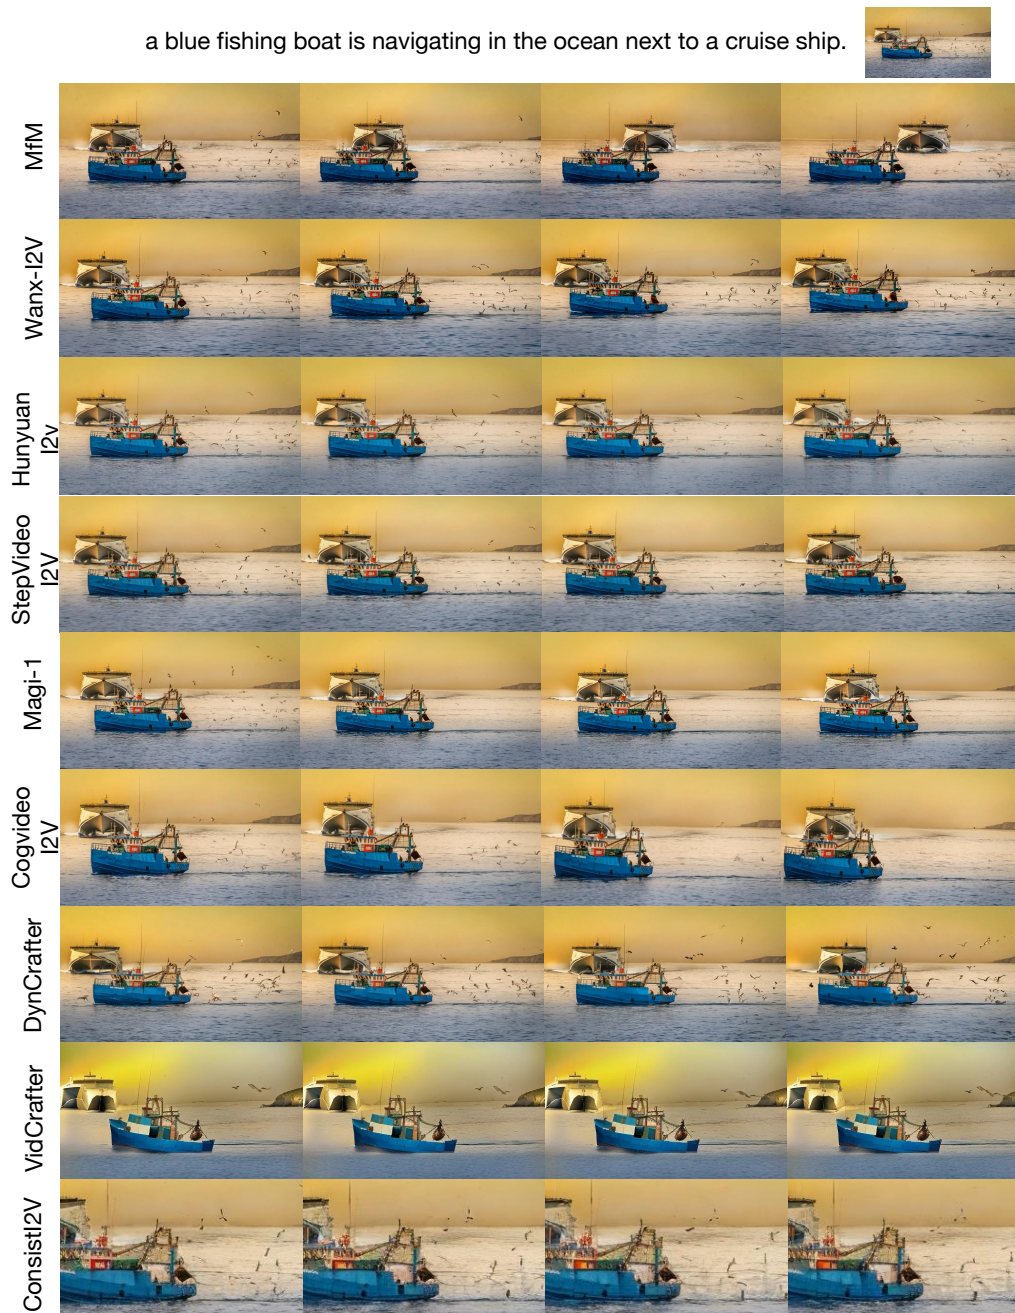 a blue fishing boat is navigating in the ocean next to a cruise ship.
MfM
Wanx-I2V
Hunyuan
I2v
StepVideo
I2V
Magi-1
Cogvideo
I2V
DynCrafter
VidCrafter
ConsistI2V